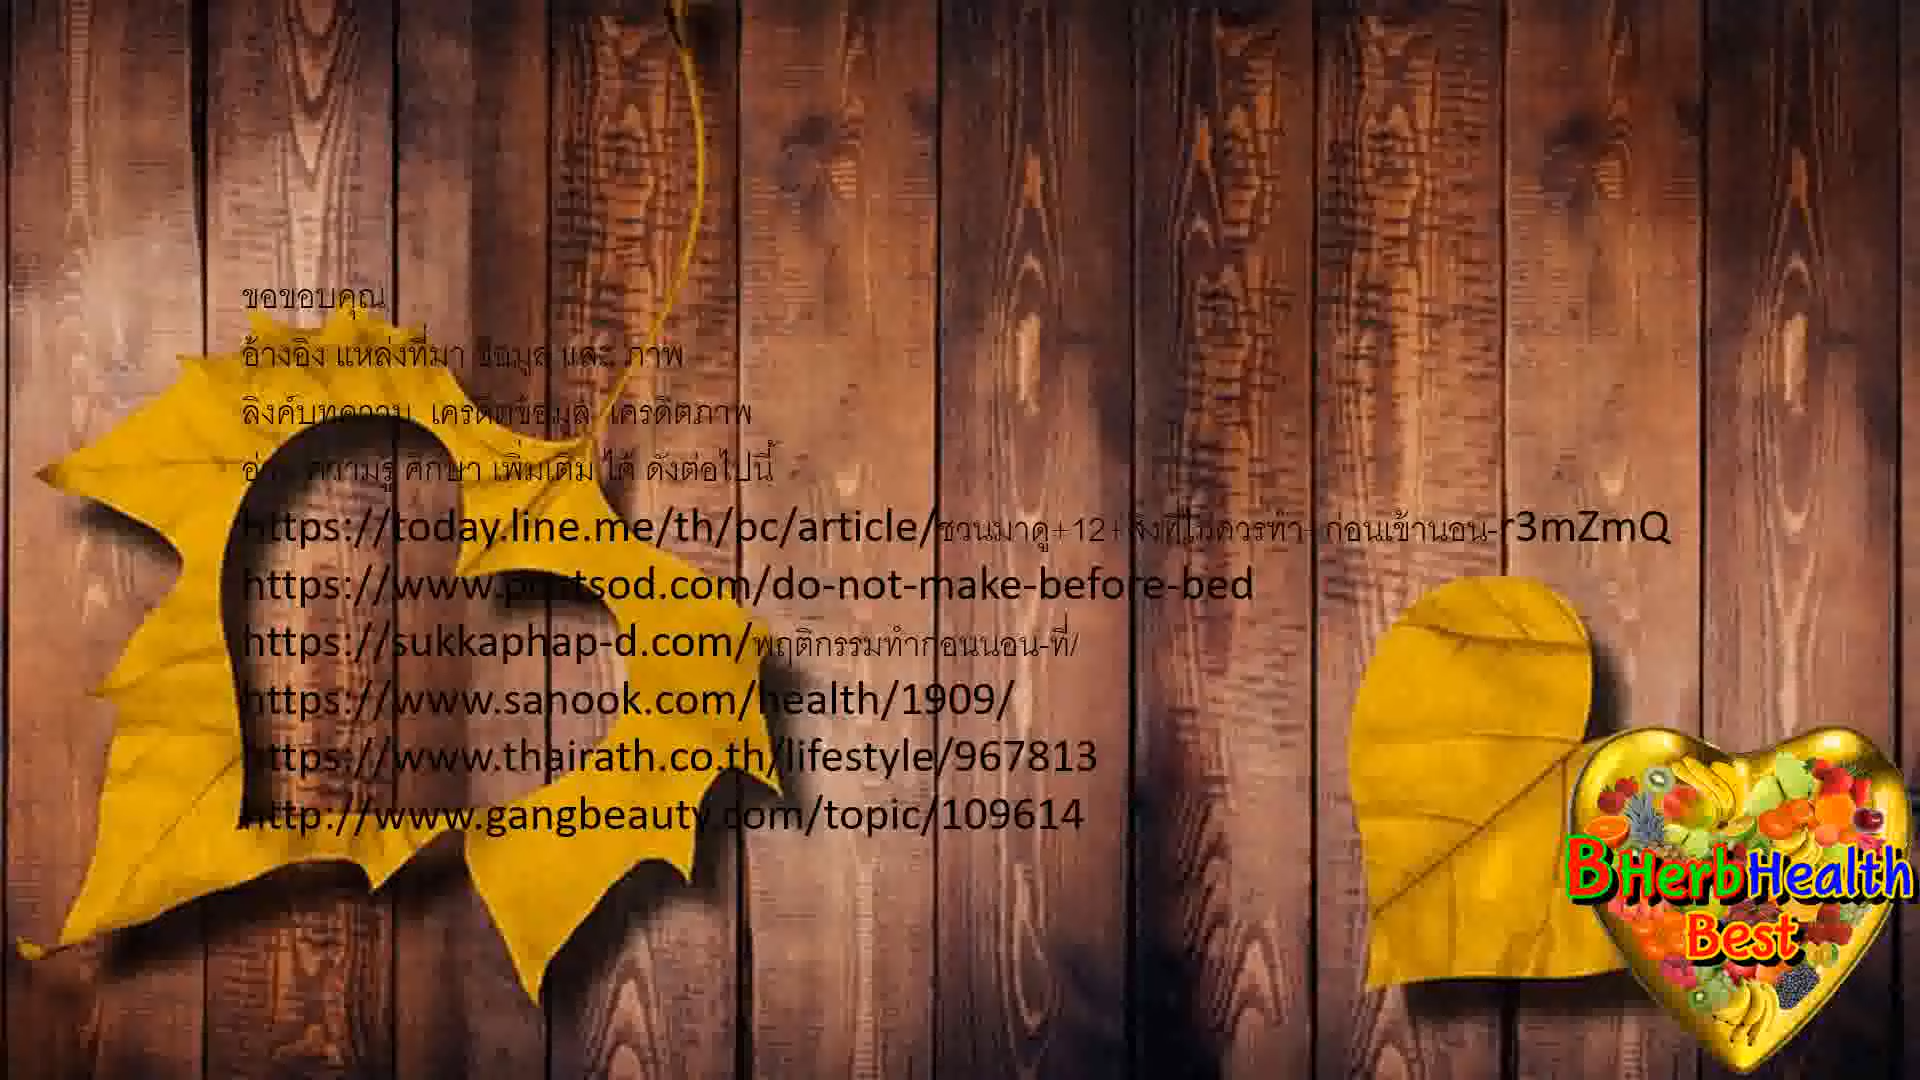 ขอขอบคุณ
อ้างอิง แหล่งที่มา ข้อมูล และ ภาพ
ลิงค์บทความ เครดิตข้อมูล เครดิตภาพ
ความรู้ ศึกษา เพิ่มเติม ได้ ดังต่อไปนี้
https://today.line.me/th/pc/article/ชวนมาดู+12+สิ่งที่ไม่ควรทำ+ก่อนเข้านอน-r3mZmQ
https://www.partsod.com/do-not-make-before-bed
https://sukkaphap-d.com/พฤติกรรมทำก่อนนอน-ที่/
https://www.sanook.com/health/1909/
https://www.thairath.co.th/lifestyle/967813
http://www.gangbeauty.com/topic/109614
BHerbHealth
Best